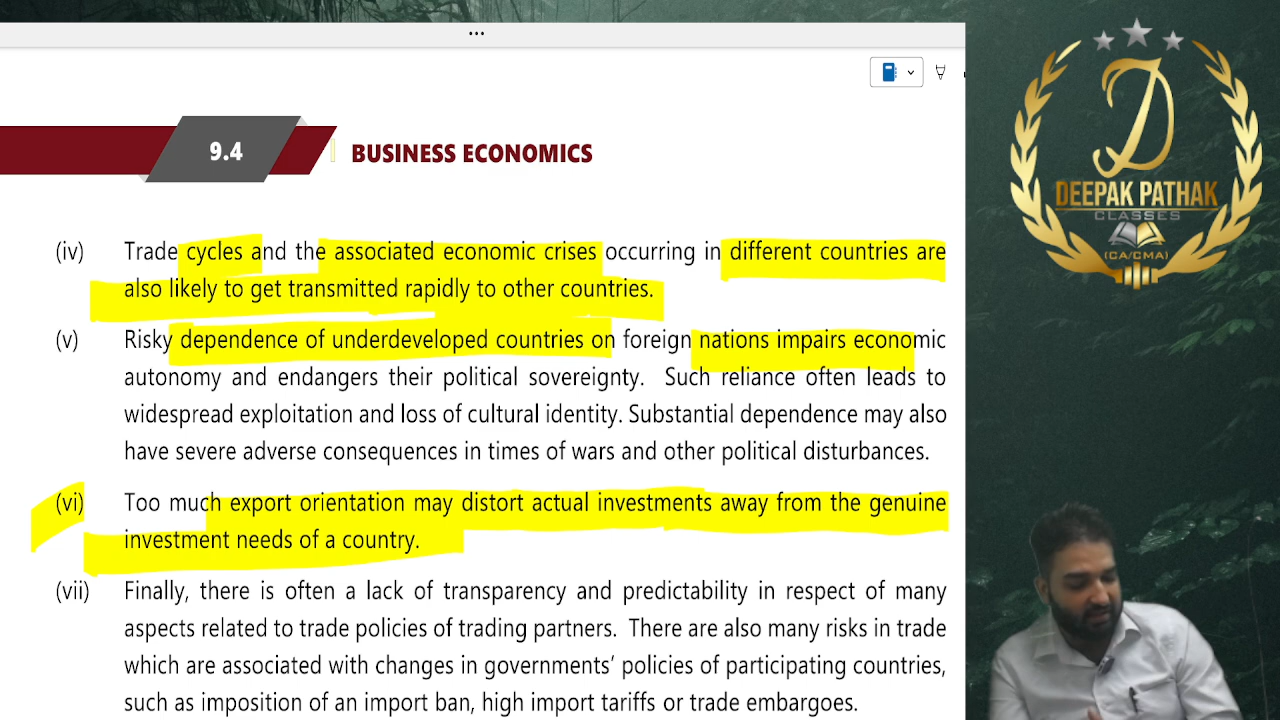 ...
9.4
BUSINESS ECONOMICS
(iv) Trade cycles and the associated economic crises occurring in different countries are
also likely to get transmitted rapidly to other countries.
(v) Risky dependence of underdeveloped countries on foreign nations impairs economic
autonomy and endangers their political sovereignty. Such reliance often leads to
widespread exploitation and loss of cultural identity. Substantial dependence may also
have severe adverse consequences in times of wars and other political disturbances.
(vi) Too much export orientation may distort actual investments away from the genuine
investment needs of a country.
(vii) Finally, there is often a lack of transparency and predictability in respect of many
aspects related to trade policies of trading partners. There are also many risks in trade
which are associated with changes in governments’ policies of participating countries,
such as imposition of an import ban, high import tariffs or trade embargoes.
D
DEEPAK PATHAK
CLASSES
(CA/CMA)